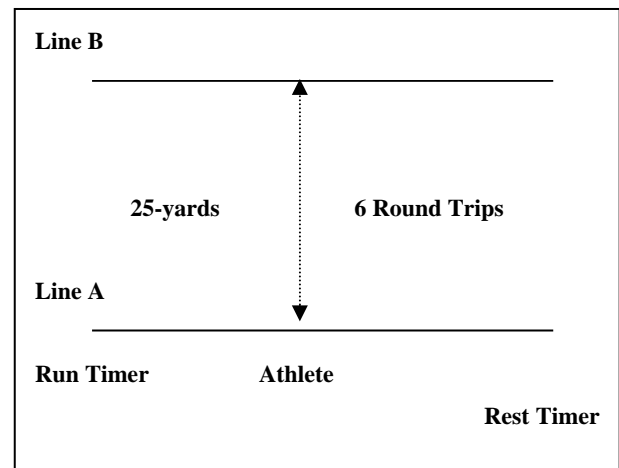 Line B
25-yards 6 Round Trips
Line A
Run Timer Athlete
Rest Timer